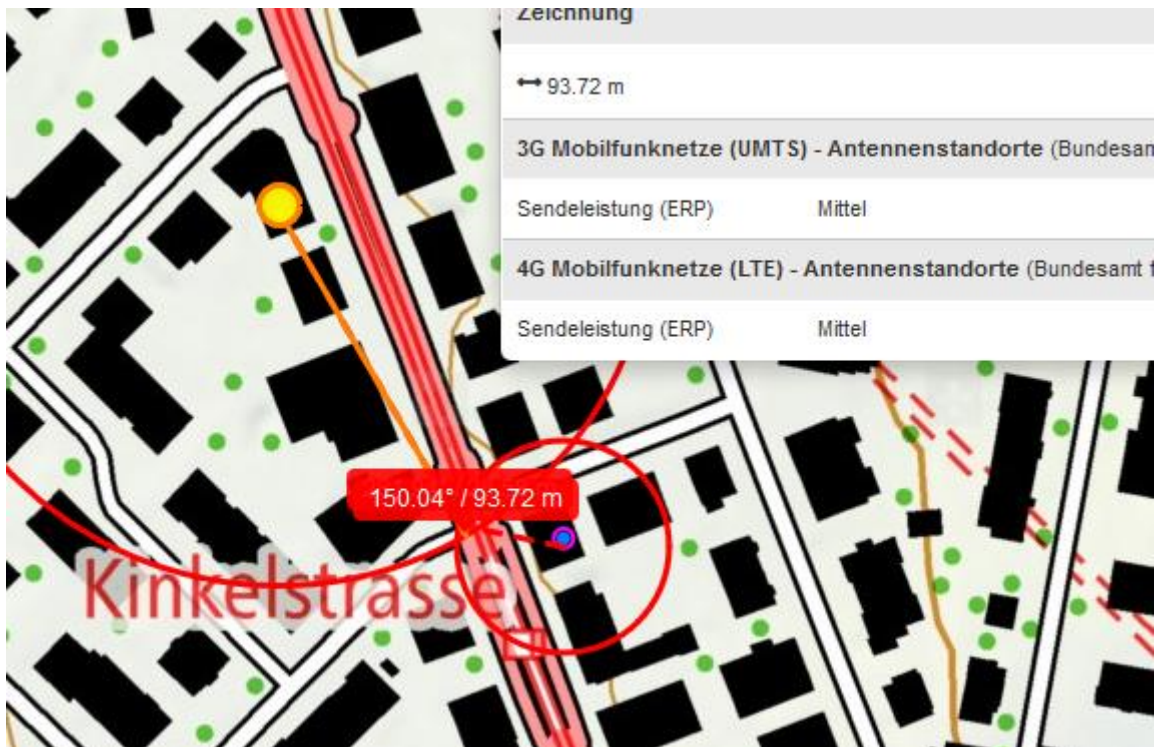 Zeichnung
93.72 m
3G Mobilfunknetze (UMTS) - Antennenstandorte (Bundesam
Sendeleistung (ERP) Mittel
4G Mobilfunknetze (LTE) - Antennenstandorte (Bundesamt f
Sendeleistung (ERP) Mittel
150.04° / 93.72 m
Kinkelstrasse